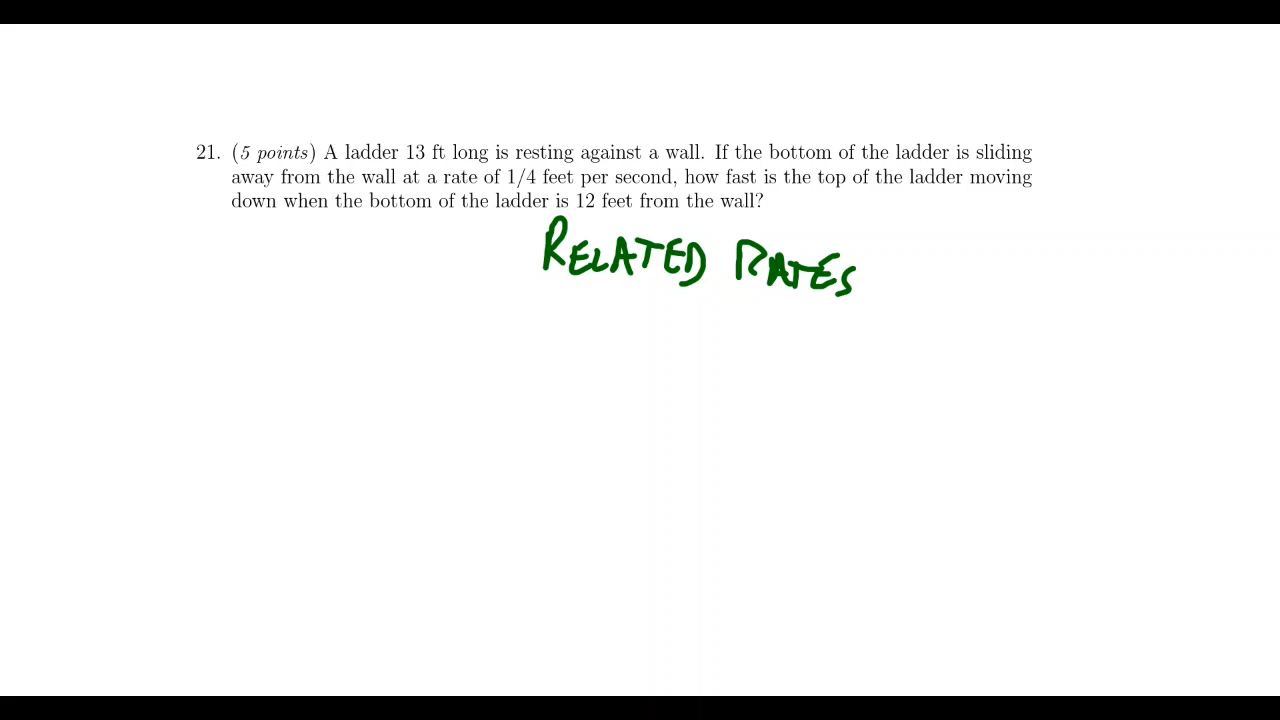 21. (5 points) A ladder 13 ft long is resting against a wall. If the bottom of the ladder is sliding
away from the wall at a rate of 1/4 feet per second, how fast is the top of the ladder moving
down when the bottom of the ladder is 12 feet from the wall?
RELATED RATES